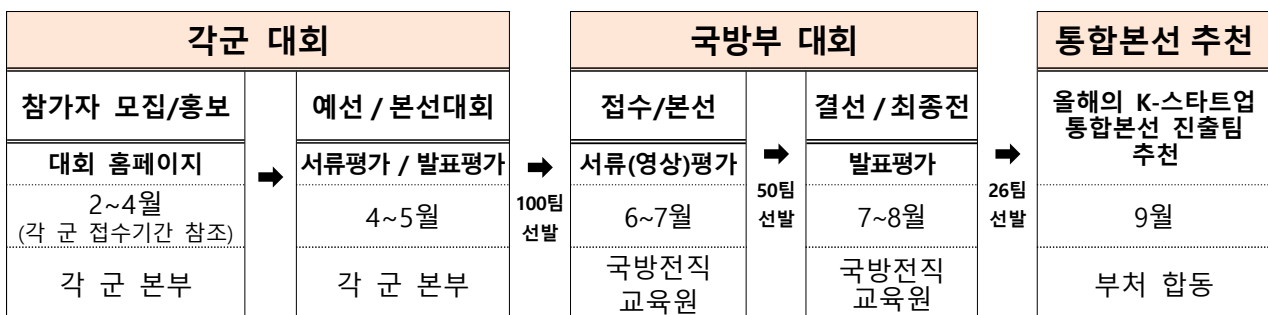 각군 대회
국방부 대회
통합본선 추천
참가자 모집/홍보
예선 / 본선대회
접수/본선
결선 / 최종전
올해의 K-스타트업
통합본선 진출팀
추천
대회 홈페이지
서류평가 / 발표평가
서류(영상)평가
발표평가
➡
➡
100팀
선발
➡
50팀
선발
➡
26팀
선발
2~4월
(각 군 접수기간 참조)
4~5월
6~7월
7~8월
9월
각 군 본부
각 군 본부
국방전직
교육원
국방전직
교육원
부처 합동